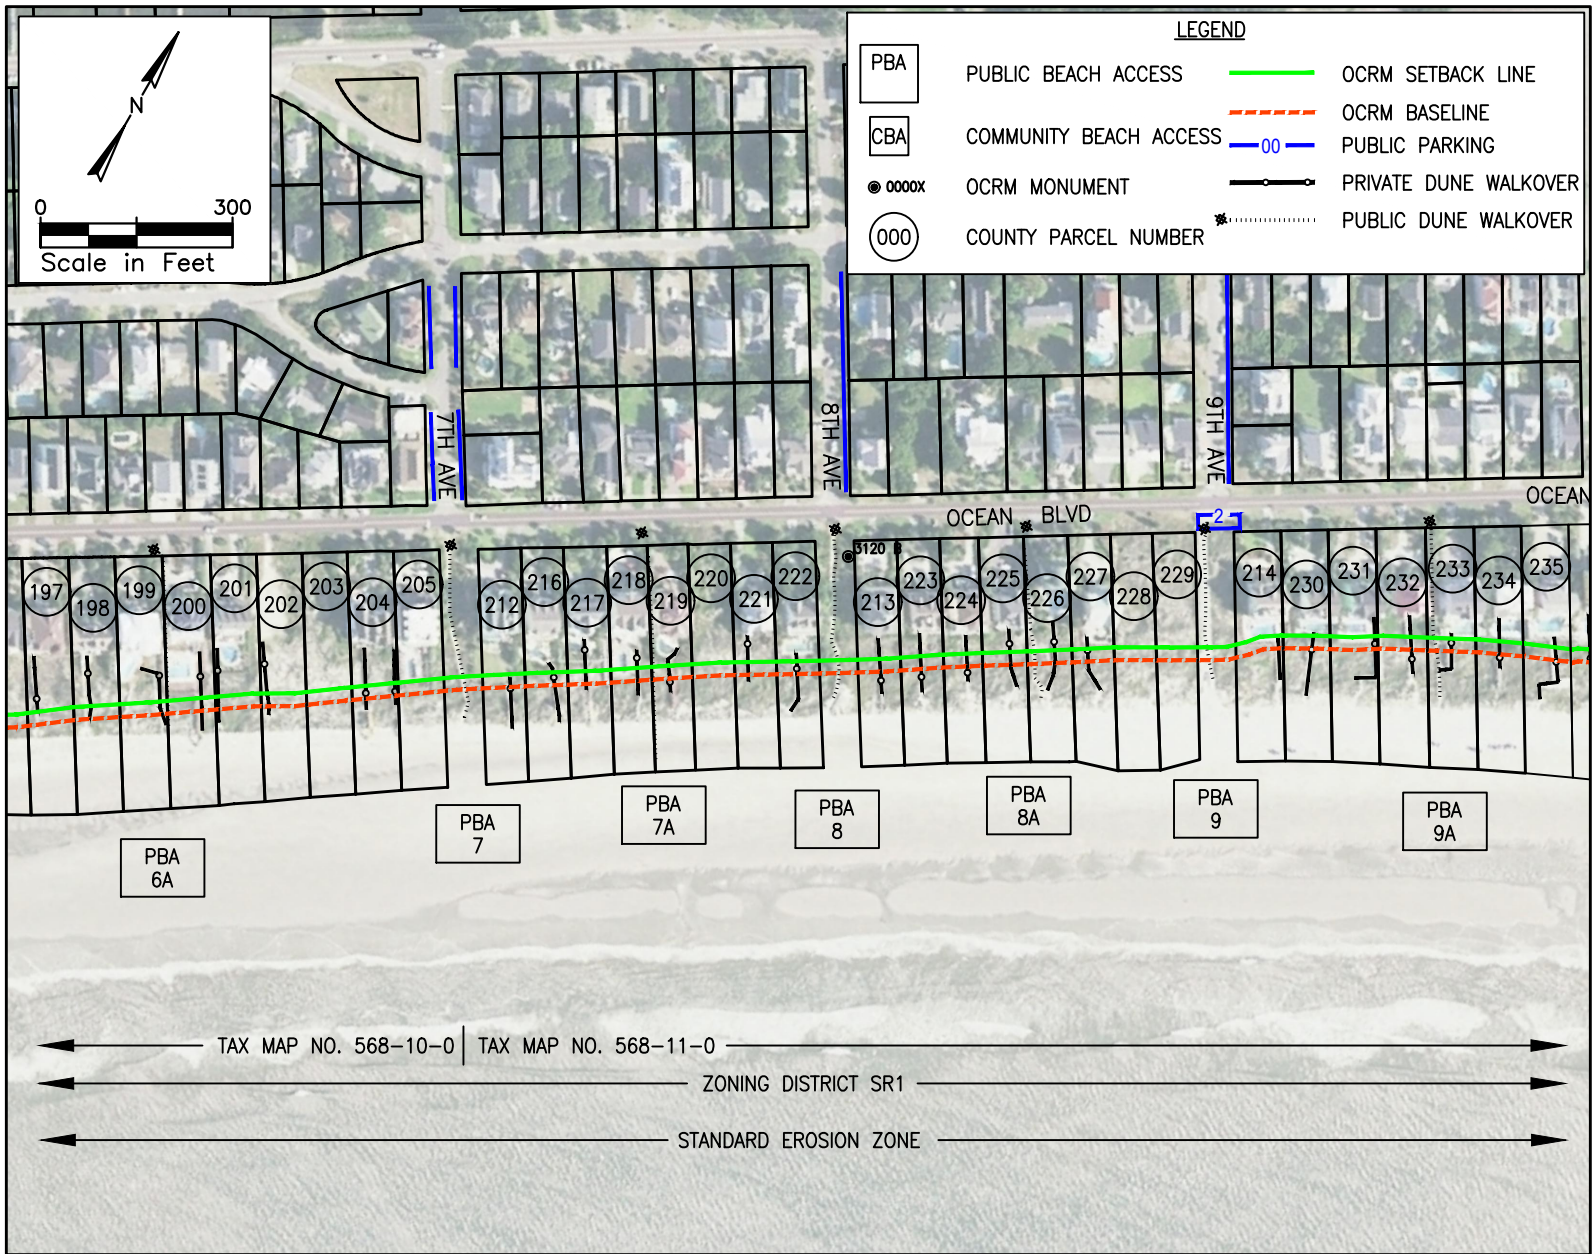 N
0 300
Scale in Feet
LEGEND
PBA
PUBLIC BEACH ACCESS
CBA
COMMUNITY BEACH ACCESS
0000X
OCRM MONUMENT
000
COUNTY PARCEL NUMBER
OCRM SETBACK LINE
OCRM BASELINE
00
PUBLIC PARKING
PRIVATE DUNE WALKOVER
PUBLIC DUNE WALKOVER
7TH AVE
8TH AVE
9TH AVE
OCEAN BLVD
OCEAN
2
3120 B
197
198
199
200
201
202
203
204
205
212
216
217
218
219
220
221
222
213
223
224
225
226
227
228
229
214
230
231
232
233
234
235
PBA
6A
PBA
7
PBA
7A
PBA
8
PBA
8A
PBA
9
PBA
9A
TAX MAP NO. 568-10-0
TAX MAP NO. 568-11-0
ZONING DISTRICT SR1
STANDARD EROSION ZONE